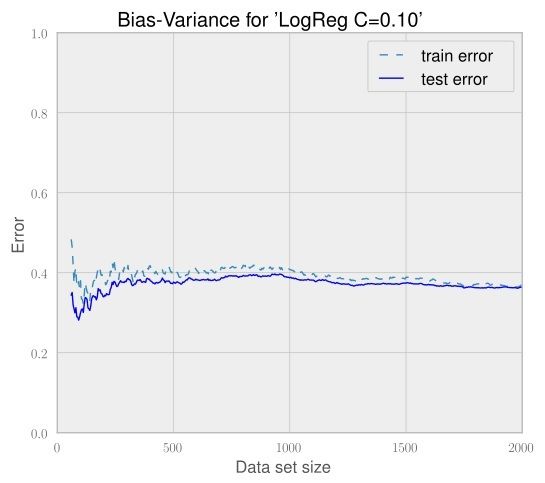 Bias-Variance for 'LogReg C=0.10'
1.0
train error
test error
0.8
0.6
Error
0.4
0.2
0.0
0 500 1000 1500 2000
Data set size